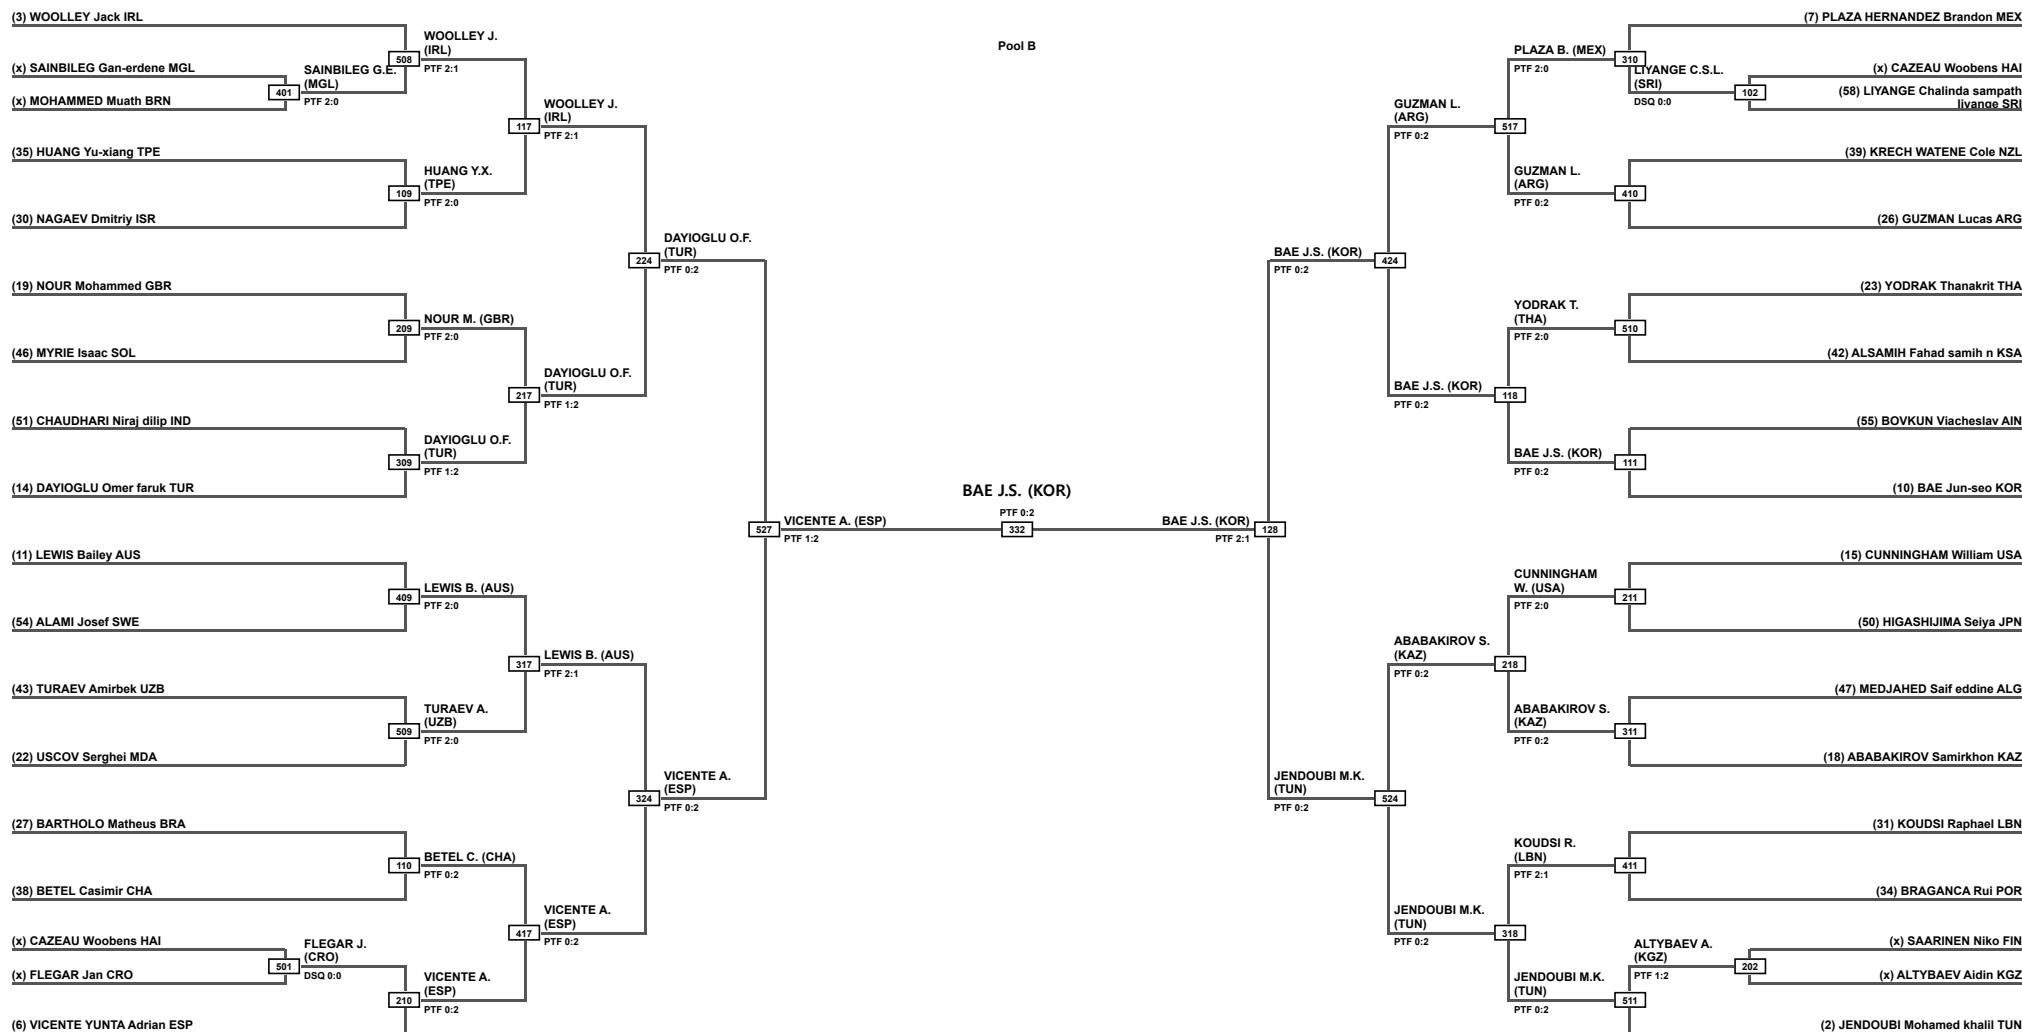 Pool B
(3) WOOLLEY Jack IRL
(x) SAINBILEG Gan-erdene MGL
(x) MOHAMMED Muath BRN
(35) HUANG Yu-xiang TPE
(30) NAGAEV Dmitriy ISR
(19) NOUR Mohammed GBR
(46) MYRIE Isaac SOL
(51) CHAUDHARI Niraj dilip IND
(14) DAYIOGLU Omer faruk TUR
(11) LEWIS Bailey AUS
(54) ALAMI Josef SWE
(43) TURAEV Amirbek UZB
(22) USCOV Serghei MDA
(27) BARTHOLO Matheus BRA
(38) BETEL Casimir CHA
(x) CAZEAU Woobens HAI
(x) FLEGAR Jan CRO
(6) VICENTE YUNTA Adrian ESP
401
SAINBILEG G.E.
(MGL)
PTF 2:0
501
FLEGAR J.
(CRO)
DSQ 0:0
508
WOOLLEY J.
(IRL)
PTF 2:1
109
HUANG Y.X.
(TPE)
PTF 2:0
209
NOUR M. (GBR)
PTF 2:0
309
DAYIOGLU O.F.
(TUR)
PTF 1:2
409
LEWIS B. (AUS)
PTF 2:0
509
TURAEV A.
(UZB)
PTF 2:0
110
BETEL C. (CHA)
PTF 0:2
210
VICENTE A.
(ESP)
PTF 0:2
117
WOOLLEY J.
(IRL)
PTF 2:1
217
DAYIOGLU O.F.
(TUR)
PTF 1:2
317
LEWIS B. (AUS)
PTF 2:1
417
VICENTE A.
(ESP)
PTF 0:2
224
DAYIOGLU O.F.
(TUR)
PTF 0:2
324
VICENTE A.
(ESP)
PTF 0:2
527
VICENTE A. (ESP)
PTF 1:2
BAE J.S. (KOR)
PTF 0:2
332
BAE J.S. (KOR)
PTF 2:1
128
BAE J.S. (KOR)
PTF 0:2
424
JENDOUBI M.K.
(TUN)
PTF 0:2
524
GUZMAN L.
(ARG)
PTF 0:2
517
BAE J.S. (KOR)
PTF 0:2
118
ABABAKIROV S.
(KAZ)
PTF 0:2
218
JENDOUBI M.K.
(TUN)
PTF 0:2
318
PLAZA B. (MEX)
PTF 2:0
310
GUZMAN L.
(ARG)
PTF 0:2
410
YODRAK T.
(THA)
PTF 2:0
510
BAE J.S. (KOR)
PTF 0:2
111
CUNNINGHAM
W. (USA)
PTF 2:0
211
ABABAKIROV S.
(KAZ)
PTF 0:2
311
KOUDSI R.
(LBN)
PTF 2:1
411
JENDOUBI M.K.
(TUN)
PTF 0:2
511
LIYANGE C.S.L.
(SRI)
DSQ 0:0
102
ALTYBAEV A.
(KGZ)
PTF 1:2
202
(7) PLAZA HERNANDEZ Brandon MEX
(x) CAZEAU Woobens HAI
(58) LIYANGE Chalinda sampath
liyange SRI
(39) KRECH WATENE Cole NZL
(26) GUZMAN Lucas ARG
(23) YODRAK Thanakrit THA
(42) ALSAMIH Fahad samih n KSA
(55) BOVKUN Viacheslav AIN
(10) BAE Jun-seo KOR
(15) CUNNINGHAM William USA
(50) HIGASHIJIMA Seiya JPN
(47) MEDJAHED Saif eddine ALG
(18) ABABAKIROV Samirkhon KAZ
(31) KOUDSI Raphael LBN
(34) BRAGANCA Rui POR
(x) SAARINEN Niko FIN
(x) ALTYBAEV Aidin KGZ
(2) JENDOUBI Mohamed khalil TUN